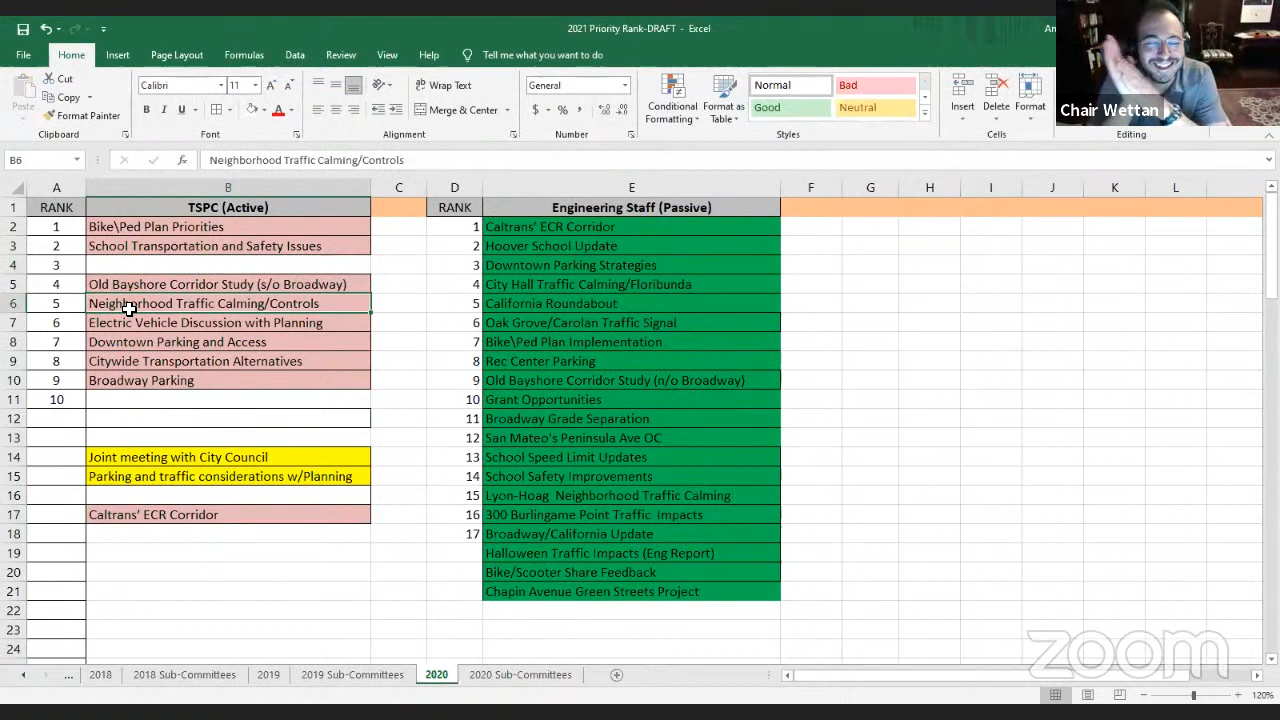 2021 Priority Rank-DRAFT - Excel
An
File Home Insert Page Layout Formulas Data Review View Help Tell me what you want to do
Cut
Copy
Format Painter
Paste
Clipboard
Calibri 11
B I U
Font
Wrap Text
Merge & Center
Alignment
General
$ % ,
Number
Conditional Formatting
Format as Table
Normal Bad
Good Neutral
Styles
Insert Delete Format
Cells
Editing
Chair Wettan
B6 fx Neighborhood Traffic Calming/Controls
A B C D E F G H I J K L
1 RANK TSPC (Active) RANK Engineering Staff (Passive)
2 1 Bike\Ped Plan Priorities 1 Caltrans' ECR Corridor
3 2 School Transportation and Safety Issues 2 Hoover School Update
4 3 3 Downtown Parking Strategies
5 4 Old Bayshore Corridor Study (s/o Broadway) 4 City Hall Traffic Calming/Floribunda
6 5 Neighborhood Traffic Calming/Controls 5 California Roundabout
7 6 Electric Vehicle Discussion with Planning 6 Oak Grove/Carolan Traffic Signal
8 7 Downtown Parking and Access 7 Bike\Ped Plan Implementation
9 8 Citywide Transportation Alternatives 8 Rec Center Parking
10 9 Broadway Parking 9 Old Bayshore Corridor Study (n/o Broadway)
11 10 10 Grant Opportunities
12 11 Broadway Grade Separation
13 12 San Mateo's Peninsula Ave OC
14 Joint meeting with City Council 13 School Speed Limit Updates
15 Parking and traffic considerations w/Planning 14 School Safety Improvements
16 15 Lyon-Hoag Neighborhood Traffic Calming
17 Caltrans' ECR Corridor 16 300 Burlingame Point Traffic Impacts
18 17 Broadway/California Update
19 Halloween Traffic Impacts (Eng Report)
20 Bike/Scooter Share Feedback
21 Chapin Avenue Green Streets Project
22
23
24
zoom
... 2018 2018 Sub-Committees 2019 2019 Sub-Committees 2020 2020 Sub-Committees
120%